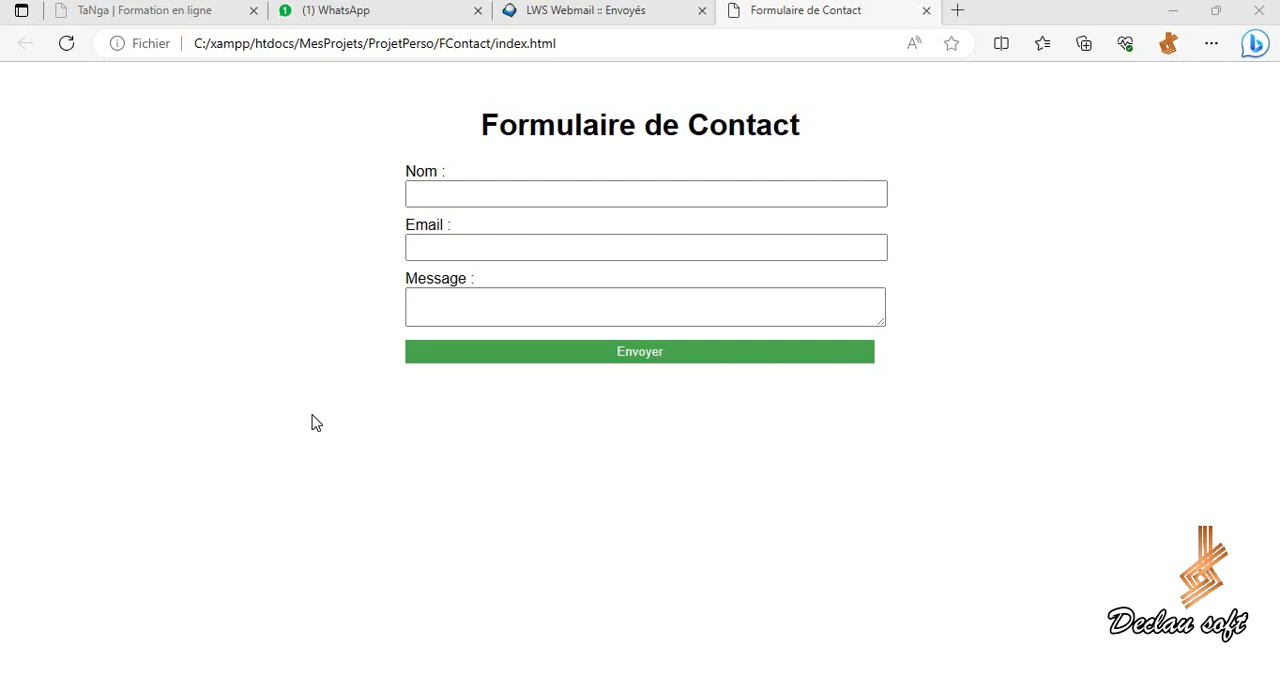 TaNga | Formation en ligne
1 (1) WhatsApp
LWS Webmail :: Envoyés
Formulaire de Contact
Fichier C:/xampp/htdocs/MesProjets/ProjetPerso/FContact/index.html
Formulaire de Contact
Nom :
Email :
Message :
Envoyer
Declau soft